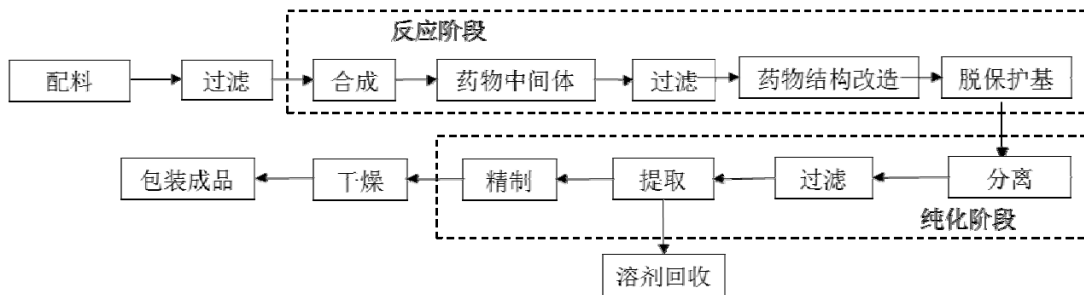 反应阶段
配料
过滤
合成
药物中间体
过滤
药物结构改造
脱保护基
包装成品
干燥
精制
提取
过滤
分离
纯化阶段
溶剂回收